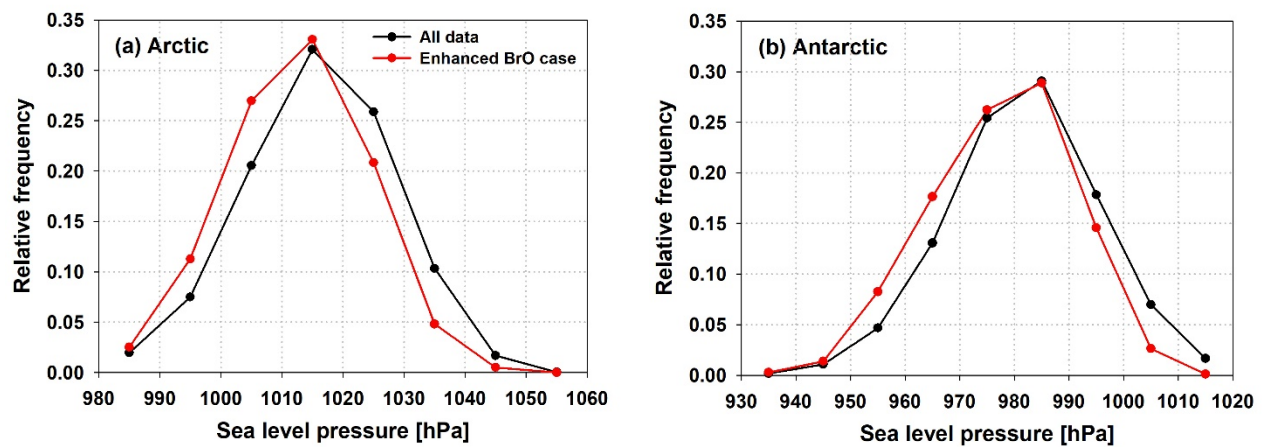 (a) Arctic
All data
Enhanced BrO case
Relative frequency
0.35
0.30
0.25
0.20
0.15
0.10
0.05
0.00
980 990 1000 1010 1020 1030 1040 1050 1060
Sea level pressure [hPa]
(b) Antarctic
Relative frequency
0.35
0.30
0.25
0.20
0.15
0.10
0.05
0.00
930 940 950 960 970 980 990 1000 1010 1020
Sea level pressure [hPa]